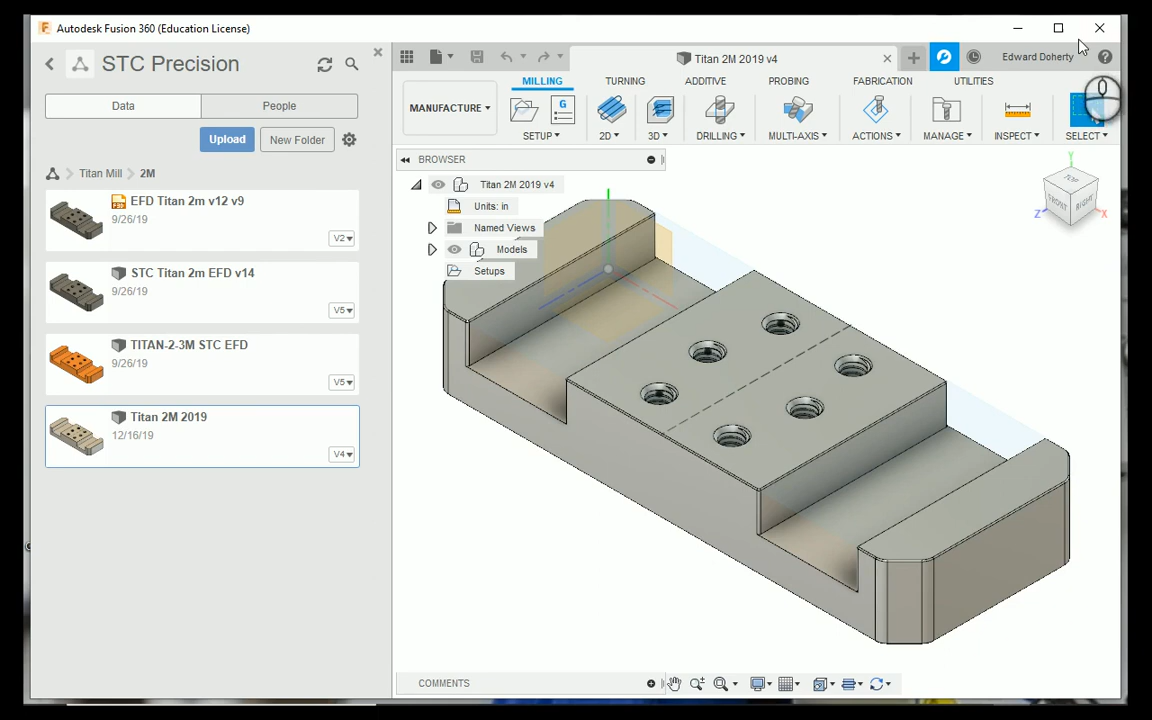 Autodesk Fusion 360 (Education License)
STC Precision
Data
People
Upload
New Folder
Titan Mill
2M
EFD Titan 2m v12 v9
9/26/19
V2
STC Titan 2m EFD v14
9/26/19
V5
TITAN-2-3M STC EFD
9/26/19
V5
Titan 2M 2019
12/16/19
V4
Titan 2M 2019 v4
Edward Doherty
MILLING
TURNING
ADDITIVE
PROBING
FABRICATION
UTILITIES
MANUFACTURE
G
SETUP
2D
3D
DRILLING
MULTI-AXIS
ACTIONS
MANAGE
INSPECT
SELECT
BROWSER
Titan 2M 2019 v4
Units: in
Named Views
Models
Setups
Y
TOP
FRONT
RIGHT
Z
X
COMMENTS